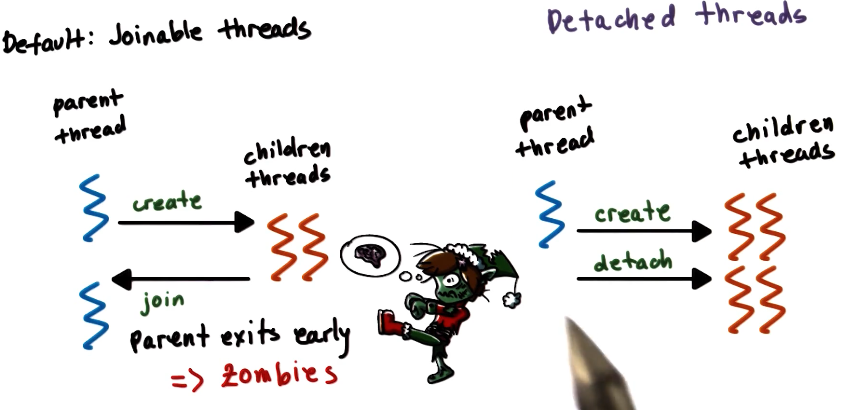 Default: Joinable threads
parent
thread
create
children
threads
join
Parent exits early
=> Zombies
Detached threads
parent
thread
create
detach
children
threads